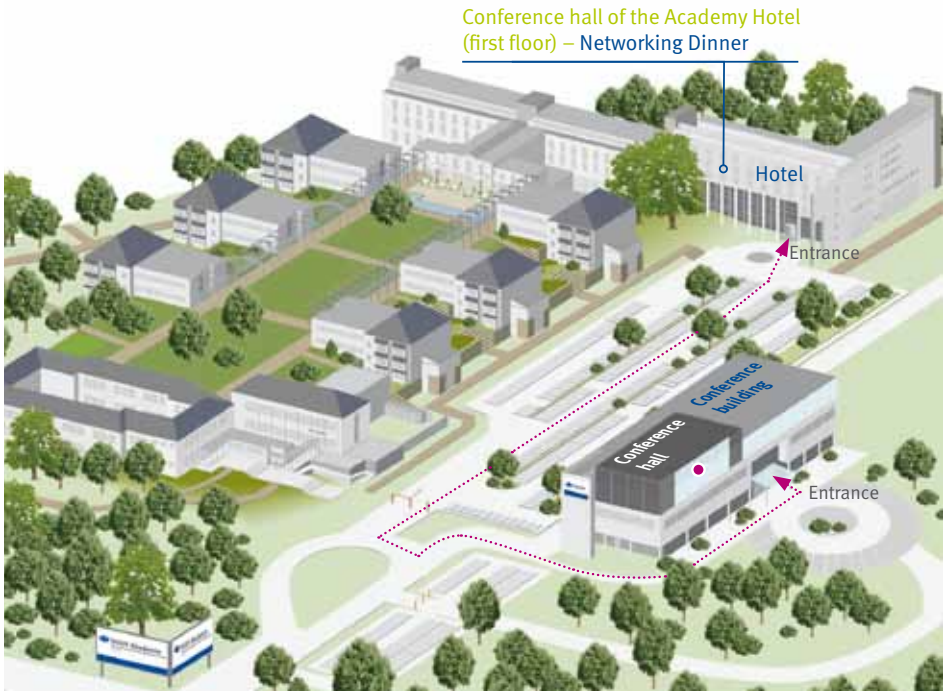 Conference hall of the Academy Hotel
(first floor) – Networking Dinner
Hotel
Entrance
Conference
building
Conference
hall
Entrance